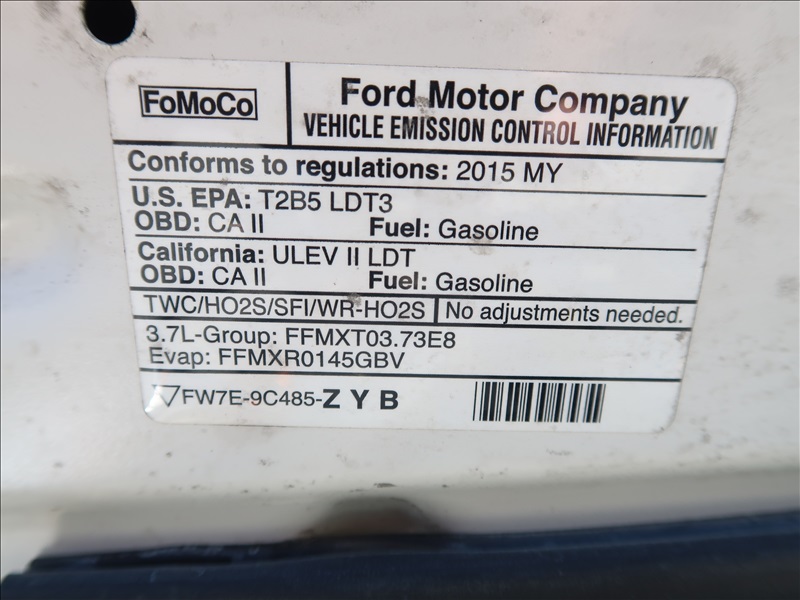 FoMoCo
Ford Motor Company
VEHICLE EMISSION CONTROL INFORMATION
Conforms to regulations: 2015 MY
U.S. EPA: T2B5 LDT3
OBD: CA II Fuel: Gasoline
California: ULEV II LDT
OBD: CA II Fuel: Gasoline
TWC/HO2S/SFI/WR-HO2S No adjustments needed.
3.7L-Group: FFMXT03.73E8
Evap: FFMXR0145GBV
FW7E-9C485-Z Y B